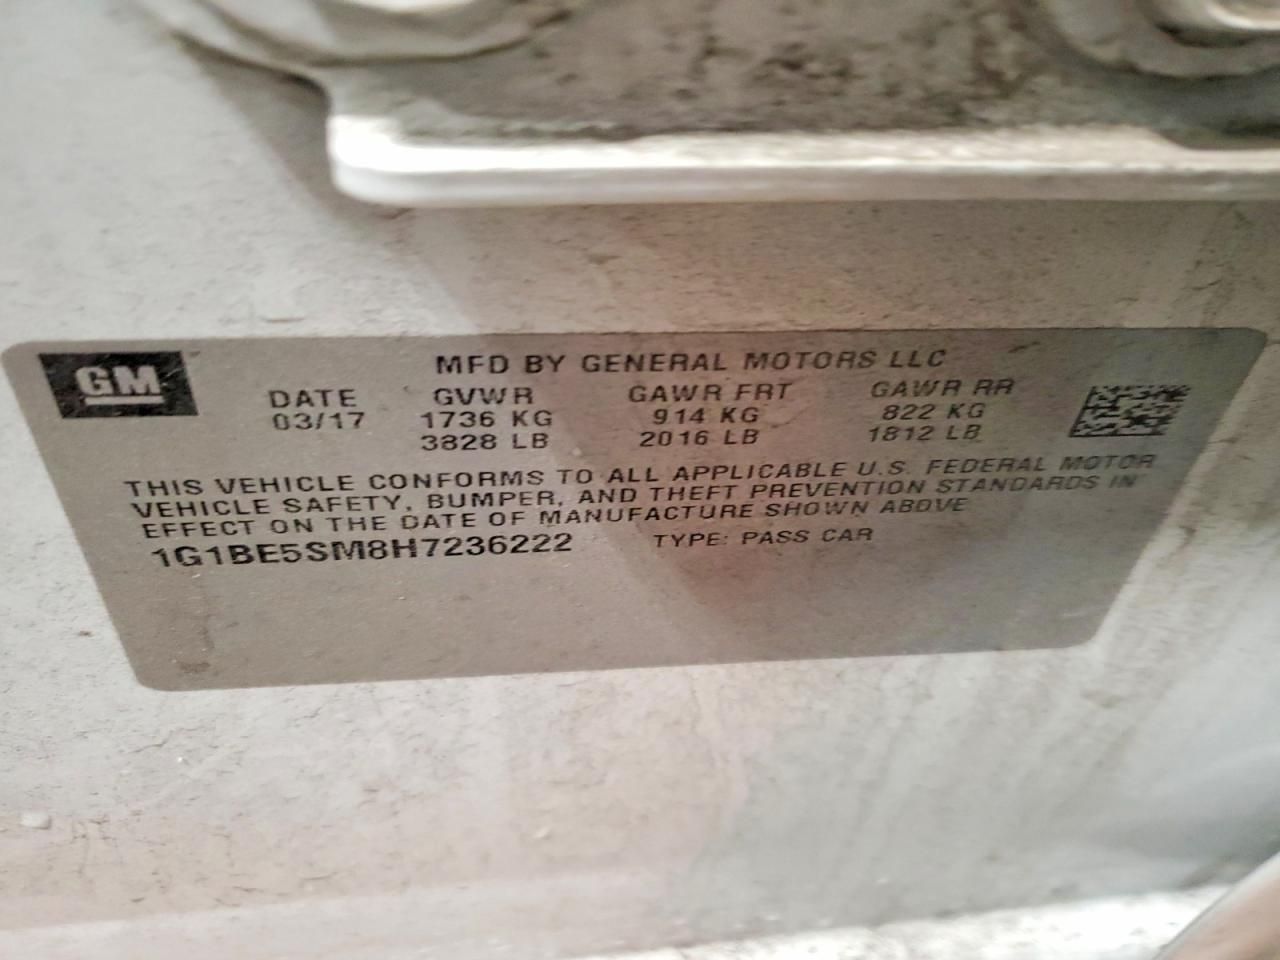 GM
MFD BY GENERAL MOTORS LLC
DATE GVWR GAWR FRT GAWR RR
03/17 1736 KG 914 KG 822 KG
3828 LB 2016 LB 1812 LB
THIS VEHICLE CONFORMS TO ALL APPLICABLE U.S. FEDERAL MOTOR
VEHICLE SAFETY, BUMPER, AND THEFT PREVENTION STANDARDS IN
EFFECT ON THE DATE OF MANUFACTURE SHOWN ABOVE
1G1BE5SM8H7236222 TYPE: PASS CAR